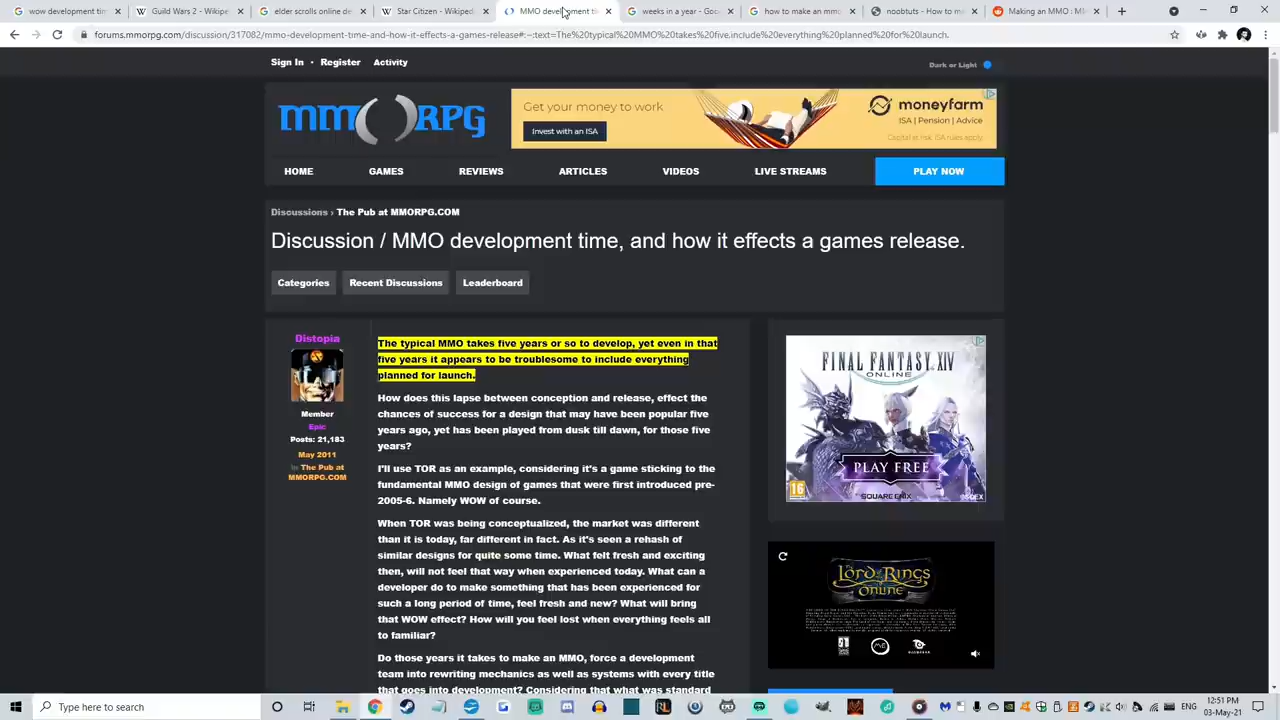 wow development tim
Guild Wars 2 - Wikipe
elder scrolls online de
Star Citizen - Wikiped
MMO development ti
weeks in a year - Goo
how to make an mmo
noobtuts - How to m
Making an MMO : M
forums.mmorpg.com/discussion/317082/mmo-development-time-and-how-it-effects-a-games-release#:~:text=The%20typical%20MMO%20takes%20five,include%20everything%20planned%20for%20launch.
Sign In • Register Activity
Dark or Light
MMORPG
Get your money to work
Invest with an ISA
moneyfarm
ISA | Pension | Advice
Capital at risk. ISA rules apply.
HOME GAMES REVIEWS ARTICLES VIDEOS LIVE STREAMS PLAY NOW
Discussions › The Pub at MMORPG.COM
Discussion / MMO development time, and how it effects a games release.
Categories Recent Discussions Leaderboard
Distopia
Member
Epic
Posts: 21,183
May 2011
in The Pub at
MMORPG.COM
The typical MMO takes five years or so to develop, yet even in that
five years it appears to be troublesome to include everything
planned for launch.
How does this lapse between conception and release, effect the
chances of success for a design that may have been popular five
years ago, yet has been played from dusk till dawn, for those five
years?
I'll use TOR as an example, considering it's a game sticking to the
fundamental MMO design of games that were first introduced pre-
2005-6. Namely WOW of course.
When TOR was being conceptualized, the market was different
than it is today, far different in fact. As it's seen a rehash of
similar designs for quite some time. What felt fresh and exciting
then, will not feel that way when experienced today. What can a
developer do to make something that has been experienced for
such a long period of time, feel fresh and new? What will bring
that WOW effect? How will you feel lost when everything feels all
to familiar?
Do those years it takes to make an MMO, force a development
team into rewriting mechanics as well as systems with every title
that goes into development? Considering that what was standard
FINAL FANTASY XIV
ONLINE
PLAY FREE
16
SQUARE ENIX
The Lord of the Rings
Online
Type here to search
ENG
12:51 PM
03-May-21